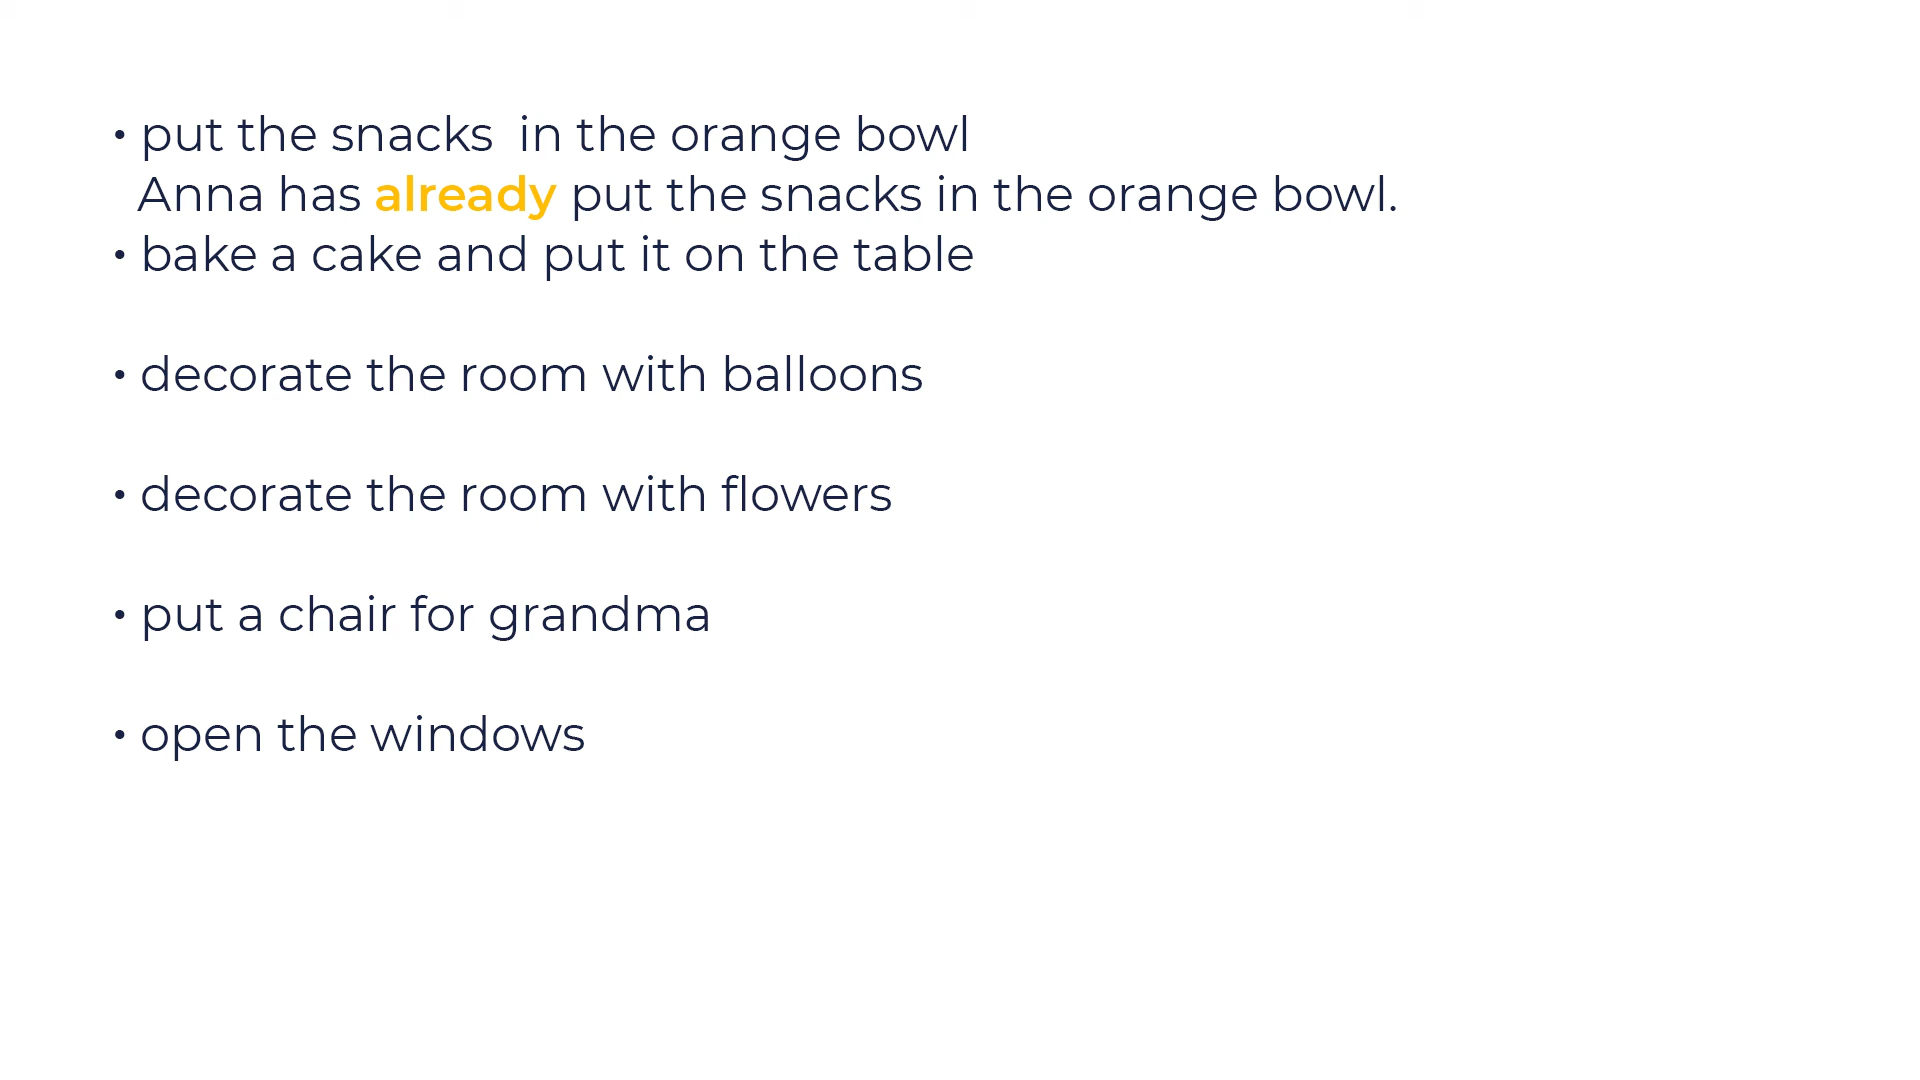 • put the snacks  in the orange bowl
Anna has already put the snacks in the orange bowl.
• bake a cake and put it on the table
• decorate the room with balloons
• decorate the room with flowers
• put a chair for grandma
• open the windows